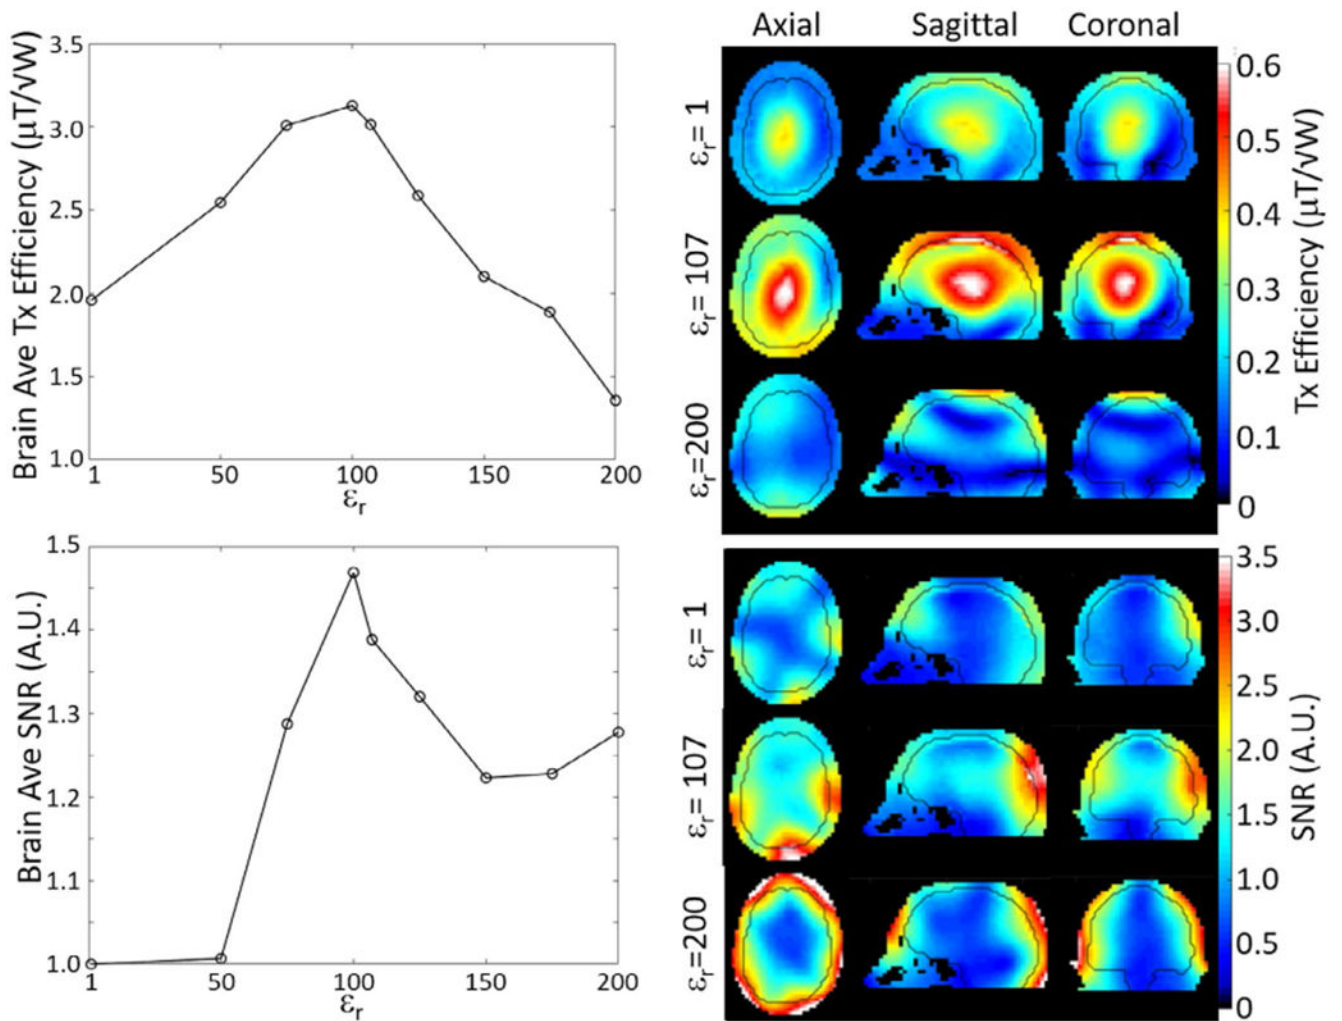 Axial Sagittal Coronal
Brain Ave Tx Efficiency (μT/√W)
3.5
3.0
2.5
2.0
1.5
1.0
1 50 100 150 200
εr
εr= 1
εr= 107
εr=200
0.6
0.5
0.4
0.3
0.2
0.1
0
Tx Efficiency (μT/√W)
Brain Ave SNR (A.U.)
1.5
1.4
1.3
1.2
1.1
1.0
1 50 100 150 200
εr
εr= 1
εr= 107
εr=200
3.5
3.0
2.5
2.0
1.5
1.0
0.5
0
SNR (A.U.)